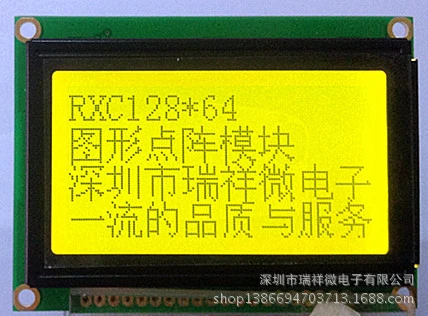 RXC128*64
图形点阵模块
深圳市瑞祥微电子
一流的品质与服务
深圳市瑞祥微电子有限公司
shop1386694703713.1688.com